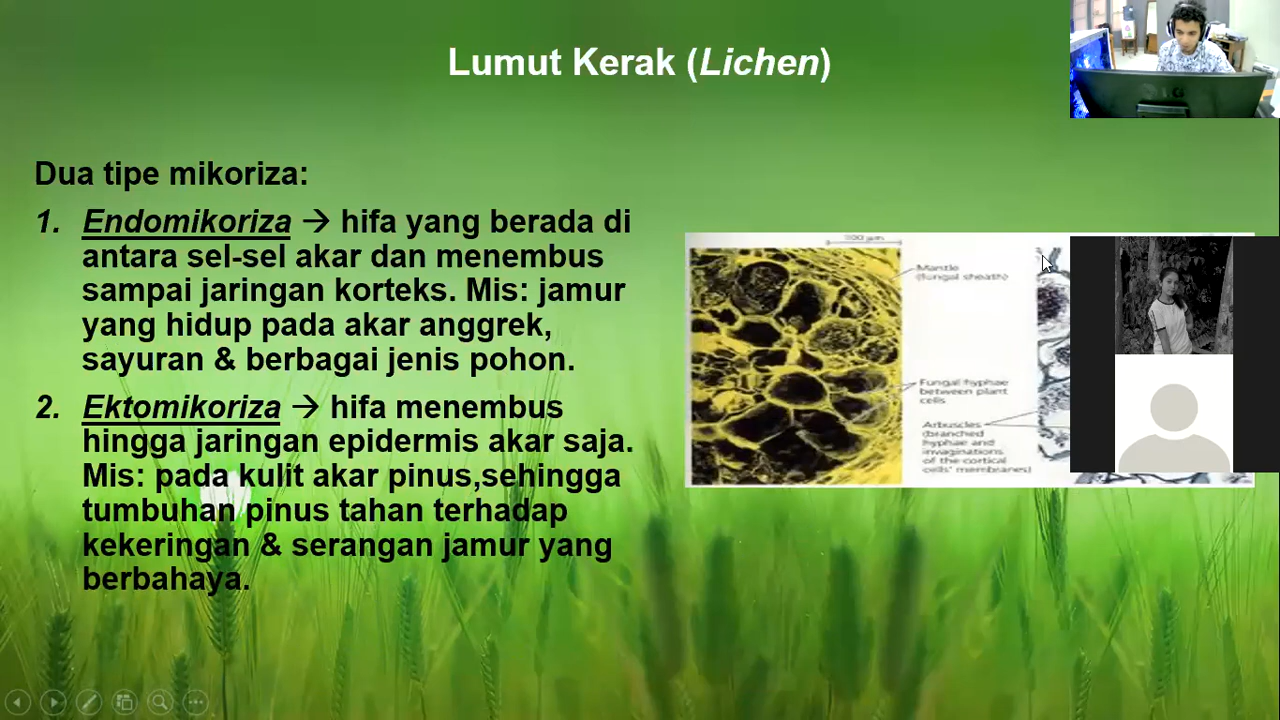 Lumut Kerak (Lichen)
Dua tipe mikoriza:
1. Endomikoriza → hifa yang berada di
antara sel-sel akar dan menembus
sampai jaringan korteks. Mis: jamur
yang hidup pada akar anggrek,
sayuran & berbagai jenis pohon.
2. Ektomikoriza → hifa menembus
hingga jaringan epidermis akar saja.
Mis: pada kulit akar pinus,sehingga
tumbuhan pinus tahan terhadap
kekeringan & serangan jamur yang
berbahaya.
100 µm
Mantle
(fungal sheath)
Fungal hyphae
between plant
cells
Arbuscles
(branched
hyphae and
invaginations
of the cortical
cells' membranes)